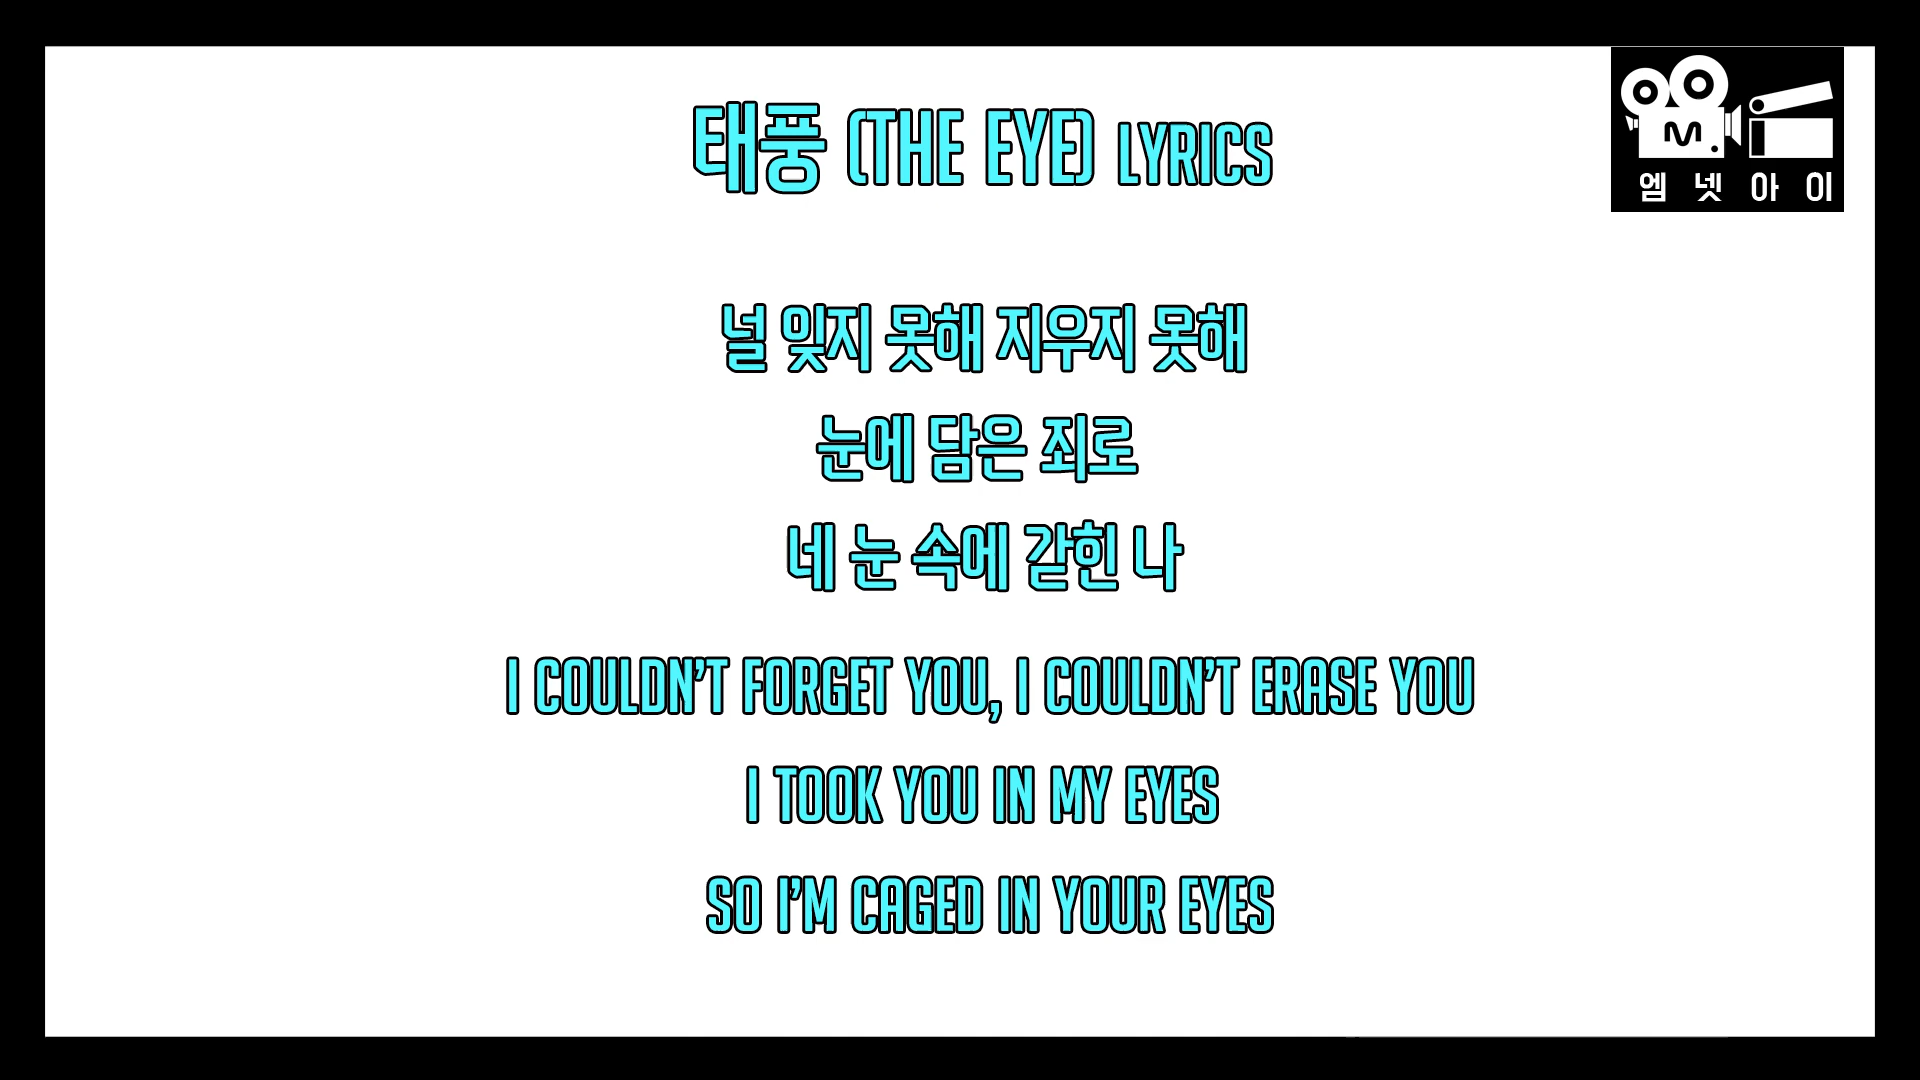 태풍 (THE EYE) LYRICS
M
엠 넷 아 이
널 잊지 못해 지우지 못해
눈에 담은 죄로
네 눈 속에 갇힌 나
I COULDN'T FORGET YOU, I COULDN'T ERASE YOU
I TOOK YOU IN MY EYES
SO I'M CAGED IN YOUR EYES